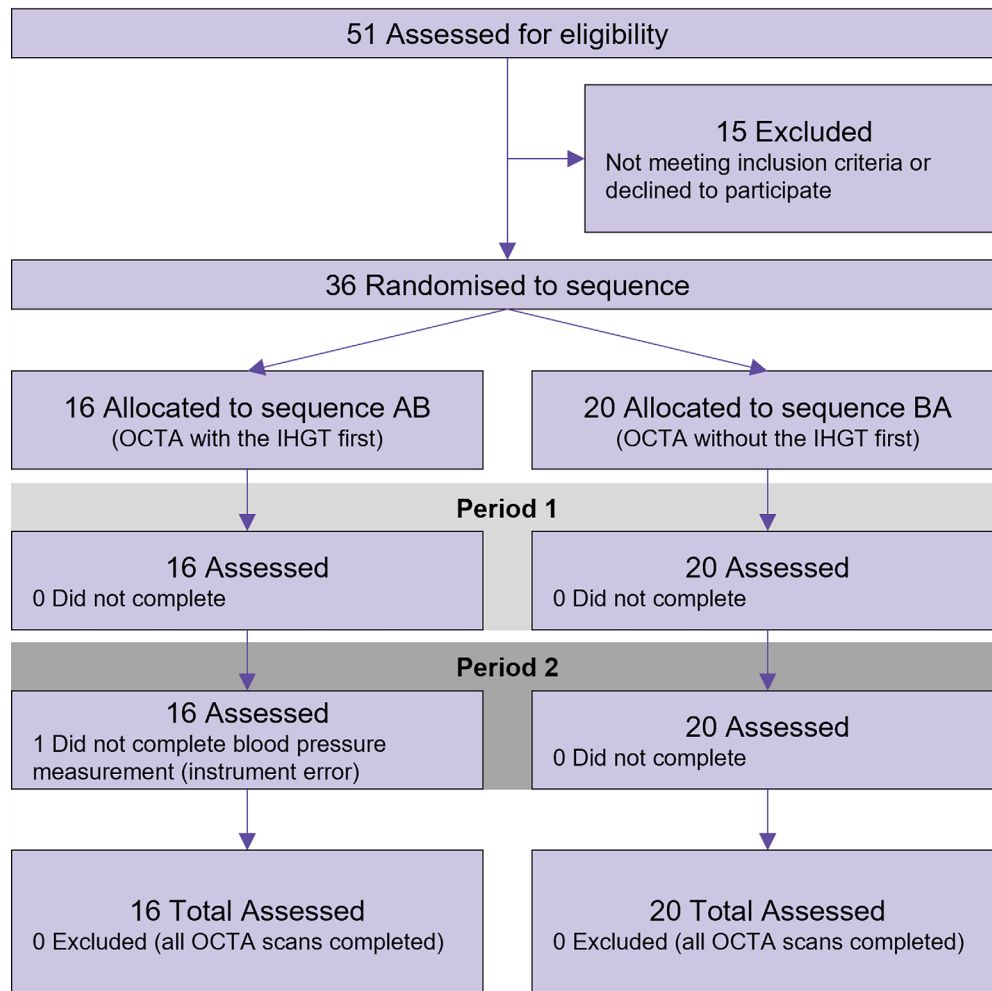 51 Assessed for eligibility
15 Excluded
Not meeting inclusion criteria or
declined to participate
36 Randomised to sequence
16 Allocated to sequence AB
(OCTA with the IHGT first)
20 Allocated to sequence BA
(OCTA without the IHGT first)
Period 1
16 Assessed
0 Did not complete
20 Assessed
0 Did not complete
Period 2
16 Assessed
1 Did not complete blood pressure
measurement (instrument error)
20 Assessed
0 Did not complete
16 Total Assessed
0 Excluded (all OCTA scans completed)
20 Total Assessed
0 Excluded (all OCTA scans completed)